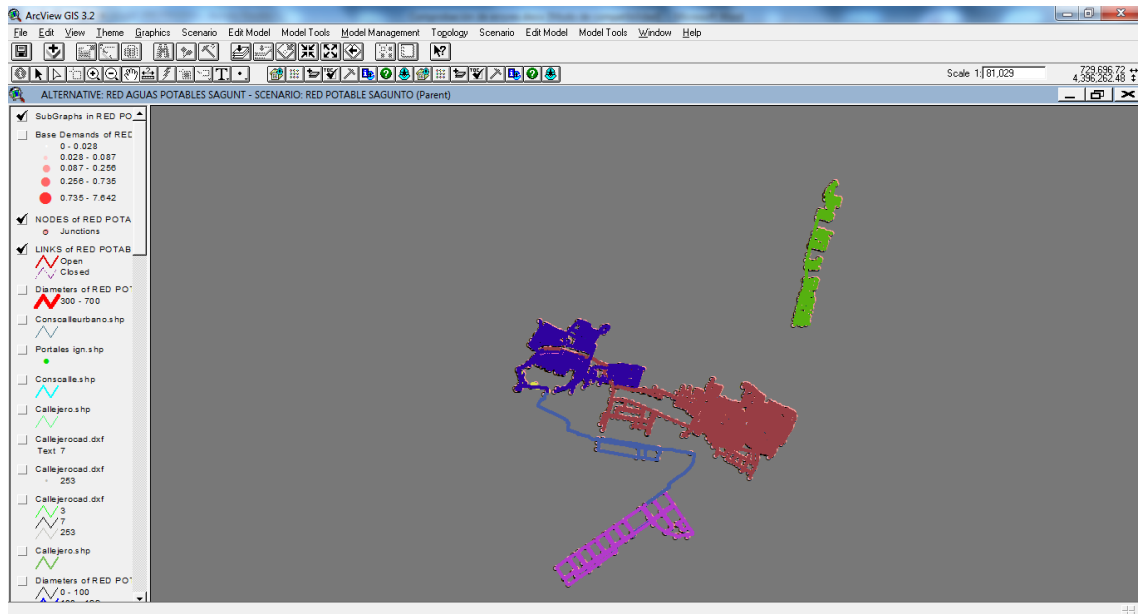 ArcView GIS 3.2
File Edit View Theme Graphics Scenario Edit Model Model Tools Model Management Topology Scenario Edit Model Model Tools Window Help
Scale 1: 81,029
729,696.72
4,396,262.48
ALTERNATIVE: RED AGUAS POTABLES SAGUNT - SCENARIO: RED POTABLE SAGUNTO (Parent)
SubGraphs in RED PO
Base Demands of RED
0 - 0.028
0.028 - 0.087
0.087 - 0.256
0.256 - 0.735
0.735 - 7.642
NODES of RED POTA
Junctions
LINKS of RED POTAB
Open
Closed
Diameters of RED PO
300 - 700
Conscalleurbano.shp
Portales ign.shp
Conscalle.shp
Callejero.shp
Callejerocad.dxf
Text 7
Callejerocad.dxf
253
Callejerocad.dxf
3
7
253
Callejero.shp
Diameters of RED PO
0 - 100